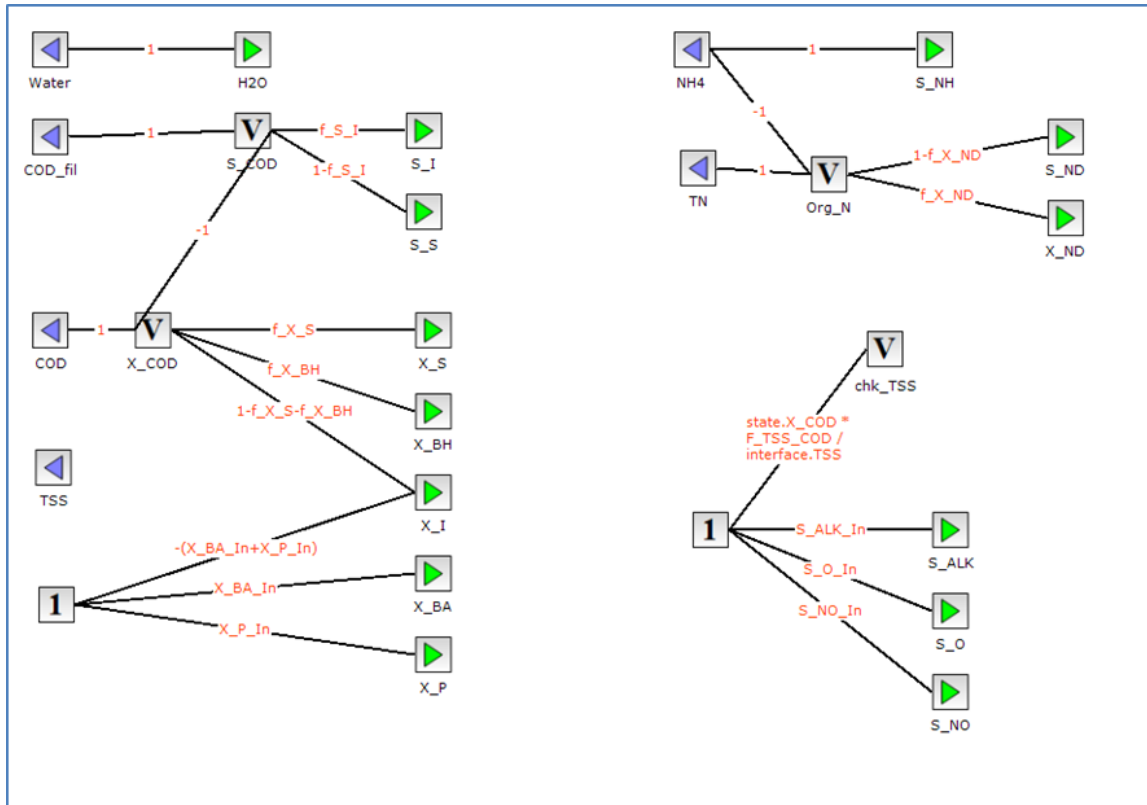 1
Water
H2O
1
V
f_S_I
COD_fil
S_COD
S_I
1-f_S_I
S_S
-1
1
V
f_X_S
COD
X_COD
X_S
f_X_BH
1-f_X_S-f_X_BH
X_BH
TSS
X_I
-(X_BA_In+X_P_In)
1
X_BA_In
X_BA
X_P_In
X_P
1
NH4
S_NH
-1
1
V
1-f_X_ND
S_ND
TN
Org_N
f_X_ND
X_ND
V
chk_TSS
state.X_COD *
F_TSS_COD /
interface.TSS
1
S_ALK_In
S_ALK
S_O_In
S_O
S_NO_In
S_NO